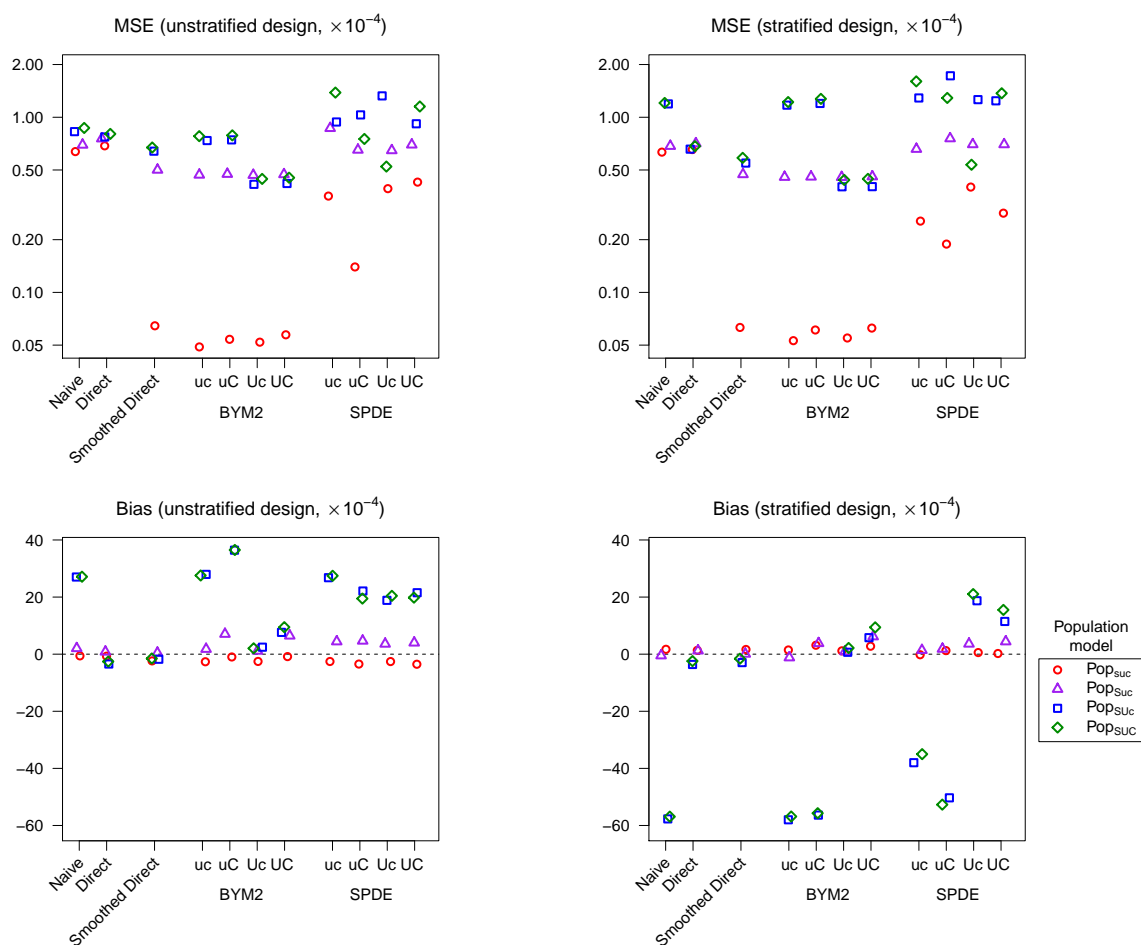 MSE (unstratified design, ×10⁻⁴)
2.00
1.00
0.50
0.20
0.10
0.05
Naive
Direct
Smoothed Direct
uc uC Uc UC
BYM2
uc uC Uc UC
SPDE
MSE (stratified design, ×10⁻⁴)
2.00
1.00
0.50
0.20
0.10
0.05
Naive
Direct
Smoothed Direct
uc uC Uc UC
BYM2
uc uC Uc UC
SPDE
Bias (unstratified design, ×10⁻⁴)
40
20
0
−20
−40
−60
Naive
Direct
Smoothed Direct
uc uC Uc UC
BYM2
uc uC Uc UC
SPDE
Bias (stratified design, ×10⁻⁴)
40
20
0
−20
−40
−60
Naive
Direct
Smoothed Direct
uc uC Uc UC
BYM2
uc uC Uc UC
SPDE
Population
model
Popsuc
PopSuc
PopSUc
PopSUC